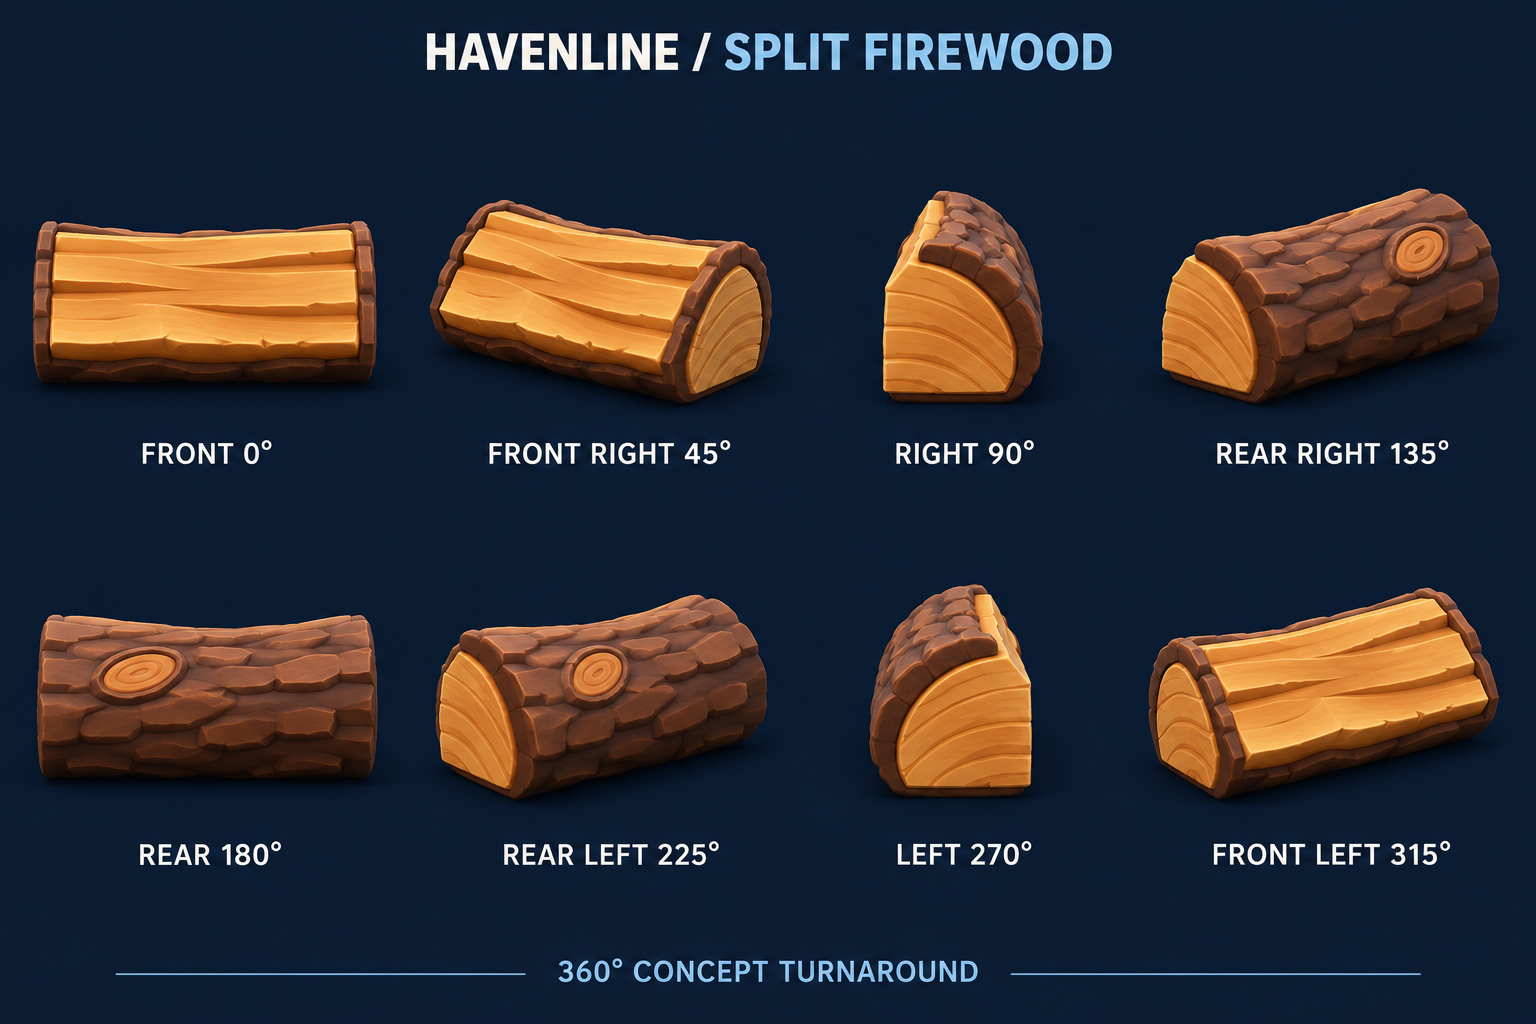 HAVENLINE / SPLIT FIREWOOD
FRONT 0°
FRONT RIGHT 45°
RIGHT 90°
REAR RIGHT 135°
REAR 180°
REAR LEFT 225°
LEFT 270°
FRONT LEFT 315°
360° CONCEPT TURNAROUND